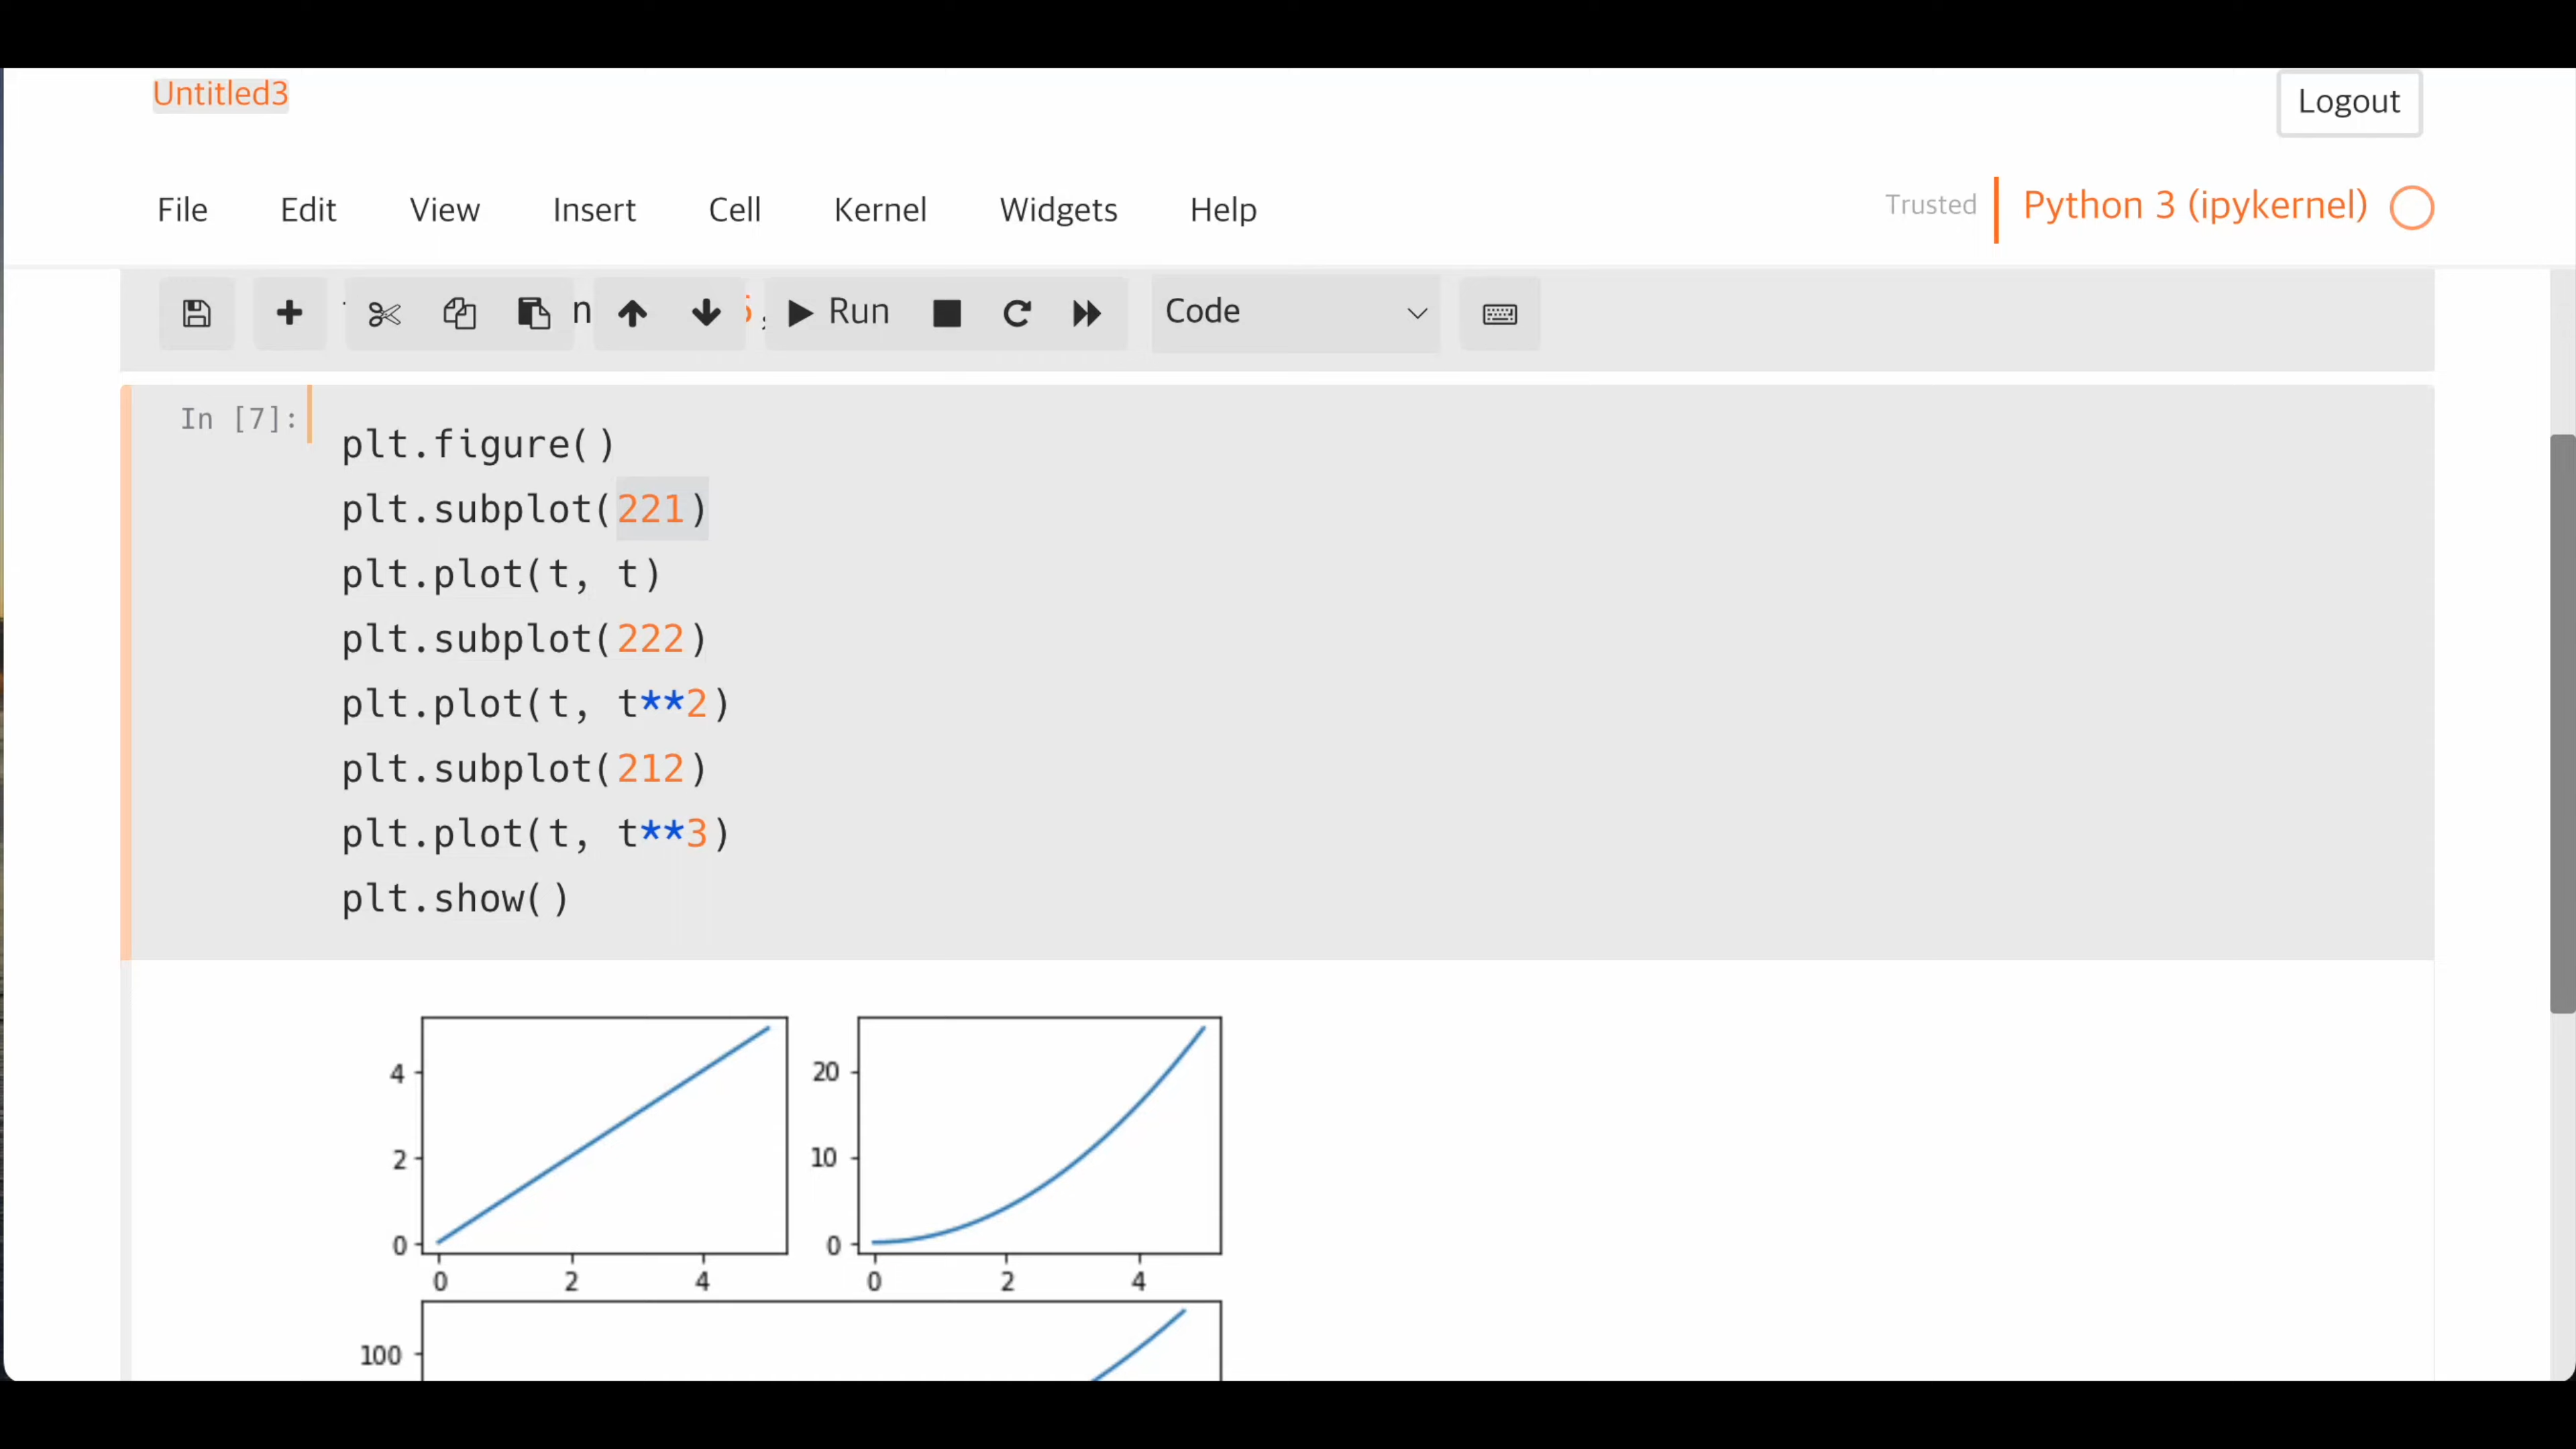 Untitled3
Logout
File Edit View Insert Cell Kernel Widgets Help
Trusted Python 3 (ipykernel)
Run Code
In [7]:
plt.figure()
plt.subplot(221)
plt.plot(t, t)
plt.subplot(222)
plt.plot(t, t**2)
plt.subplot(212)
plt.plot(t, t**3)
plt.show()
4
2
0
0 2 4
20
10
0
0 2 4
100